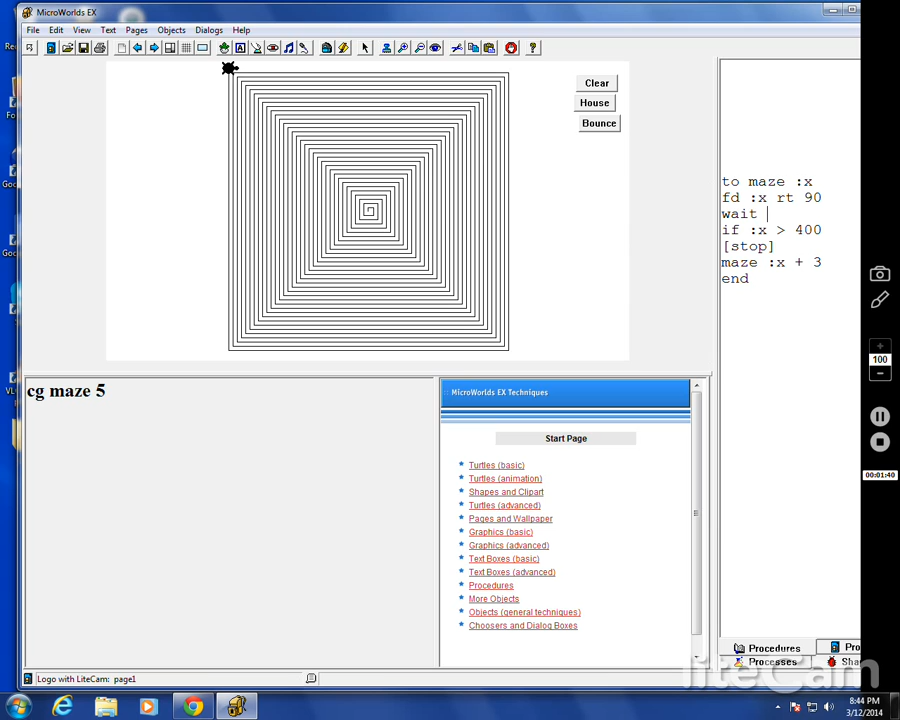 MicroWorlds EX
File Edit View Text Pages Objects Dialogs Help
Clear
House
Bounce
to maze :x
fd :x rt 90
wait
if :x > 400
[stop]
maze :x + 3
end
100
00:01:40
cg maze 5
MicroWorlds EX Techniques
Start Page
Turtles (basic)
Turtles (animation)
Shapes and Clipart
Turtles (advanced)
Pages and Wallpaper
Graphics (basic)
Graphics (advanced)
Text Boxes (basic)
Text Boxes (advanced)
Procedures
More Objects
Objects (general techniques)
Choosers and Dialog Boxes
Procedures Pro
Processes Sha
liteCam
Logo with LiteCam: page1
8:44 PM
3/12/2014